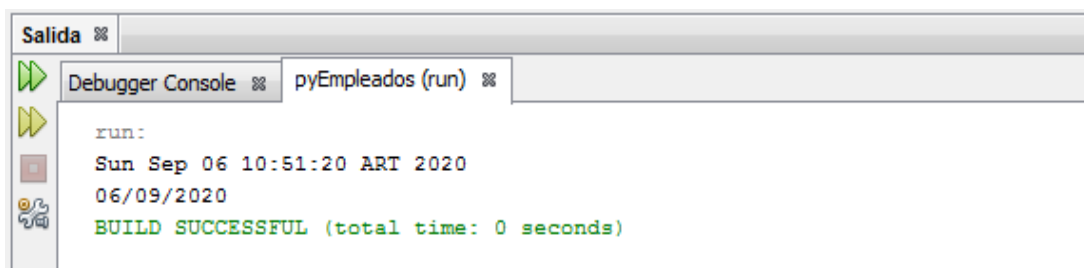 Salida
Debugger Console
pyEmpleados (run)
run:
Sun Sep 06 10:51:20 ART 2020
06/09/2020
BUILD SUCCESSFUL (total time: 0 seconds)